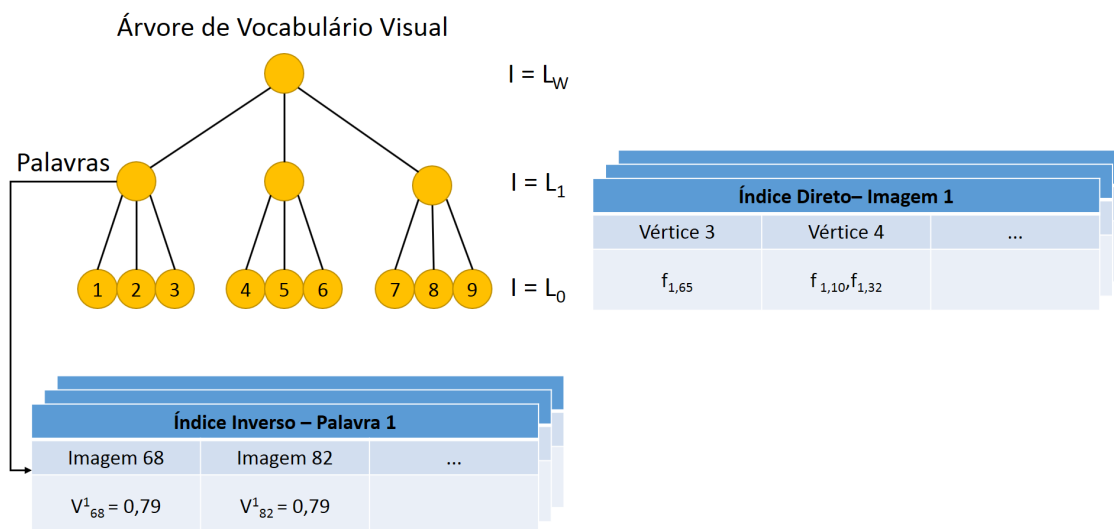 Árvore de Vocabulário Visual
I = L_W
Palavras
I = L_1
1 2 3 4 5 6 7 8 9
I = L_0
Índice Direto– Imagem 1
Vértice 3 Vértice 4 ...
f_1,65 f_1,10,f_1,32
Índice Inverso – Palavra 1
Imagem 68 Imagem 82 ...
V^1_68 = 0,79 V^1_82 = 0,79